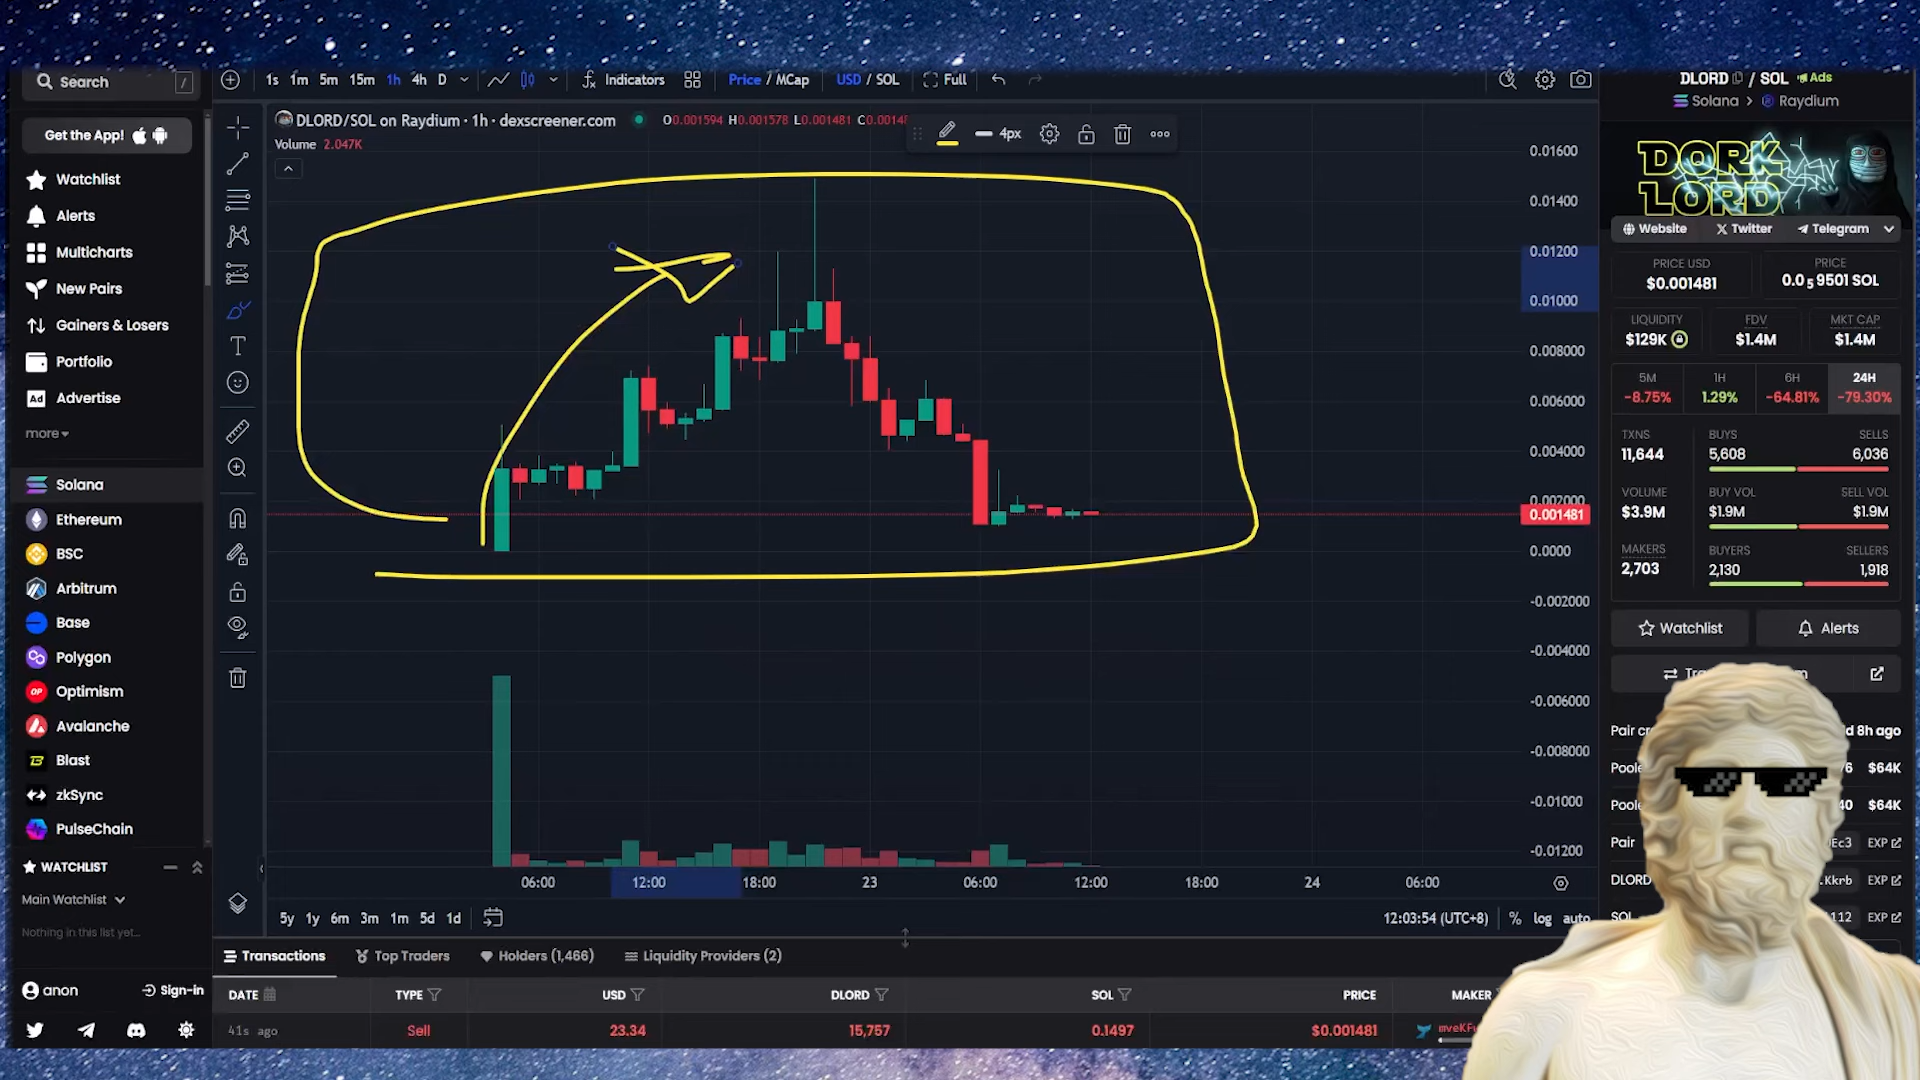 Search /
Get the App!
Watchlist
Alerts
Multicharts
New Pairs
Gainers & Losers
Portfolio
Ad Advertise
more
Solana
Ethereum
BSC
Arbitrum
Base
Polygon
OP Optimism
Avalanche
Blast
zkSync
PulseChain
WATCHLIST
Main Watchlist
Nothing in this list yet...
anon Sign-in
1s 1m 5m 15m 1h 4h D Indicators Price / MCap USD / SOL Full
DLORD/SOL on Raydium · 1h · dexscreener.com O0.001594 H0.001578 L0.001481
Volume 2.047K
4px
0.01600
0.01400
0.01200
0.01000
0.008000
0.006000
0.004000
0.002000
0.001481
0.0000
-0.002000
-0.004000
-0.006000
-0.008000
-0.01000
-0.01200
06:00 12:00 18:00 23 06:00 12:00 18:00 24 06:00
5y 1y 6m 3m 1m 5d 1d 12:03:54 (UTC+8) % log auto
Transactions Top Traders Holders (1,466) Liquidity Providers (2)
DATE TYPE USD DLORD SOL PRICE MAKER
41s ago Sell 23.34 15,757 0.1497 $0.001481
DLORD / SOL Ads
Solana > Raydium
DORK
LORD
Website Twitter Telegram
PRICE USD PRICE
$0.001481 0.0₅9501 SOL
LIQUIDITY FDV MKT CAP
$129K $1.4M $1.4M
5M 1H 6H 24H
-8.75% 1.29% -64.81% -79.30%
TXNS BUYS SELLS
11,644 5,608 6,036
VOLUME BUY VOL SELL VOL
$3.9M $1.9M $1.9M
MAKERS BUYERS SELLERS
2,703 2,130 1,918
Watchlist Alerts
8h ago
$64K
$64K
Pair EXP
DLORD EXP
EXP